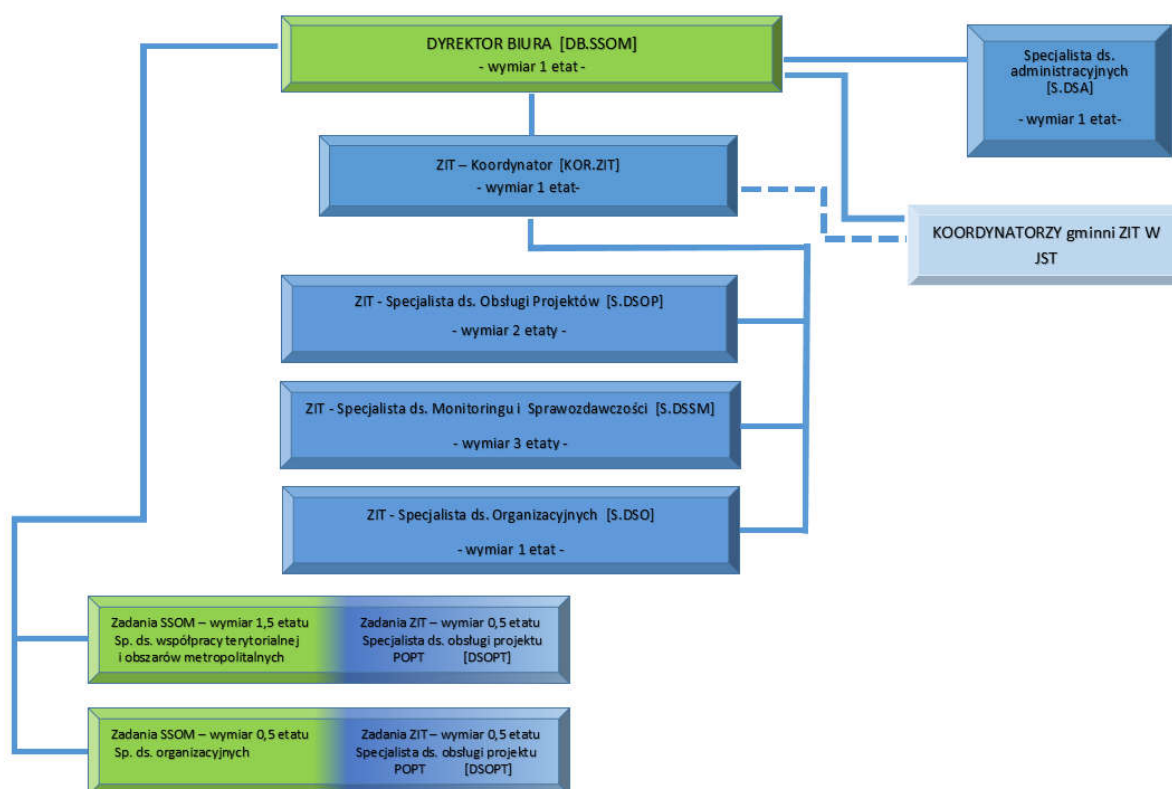 DYREKTOR BIURA [DB.SSOM]
- wymiar 1 etat -
Specjalista ds.
administracyjnych
[S.DSA]
- wymiar 1 etat-
ZIT – Koordynator [KOR.ZIT]
- wymiar 1 etat-
KOORDYNATORZY gminni ZIT W
JST
ZIT - Specjalista ds. Obsługi Projektów [S.DSOP]
- wymiar 2 etaty -
ZIT - Specjalista ds. Monitoringu i Sprawozdawczości [S.DSSM]
- wymiar 3 etaty -
ZIT - Specjalista ds. Organizacyjnych [S.DSO]
- wymiar 1 etat -
Zadania SSOM – wymiar 1,5 etatu
Sp. ds. współpracy terytorialnej
i obszarów metropolitalnych
Zadania ZIT – wymiar 0,5 etatu
Specjalista ds. obsługi projektu
POPT [DSOPT]
Zadania SSOM – wymiar 0,5 etatu
Sp. ds. organizacyjnych
Zadania ZIT – wymiar 0,5 etatu
Specjalista ds. obsługi projektu
POPT [DSOPT]